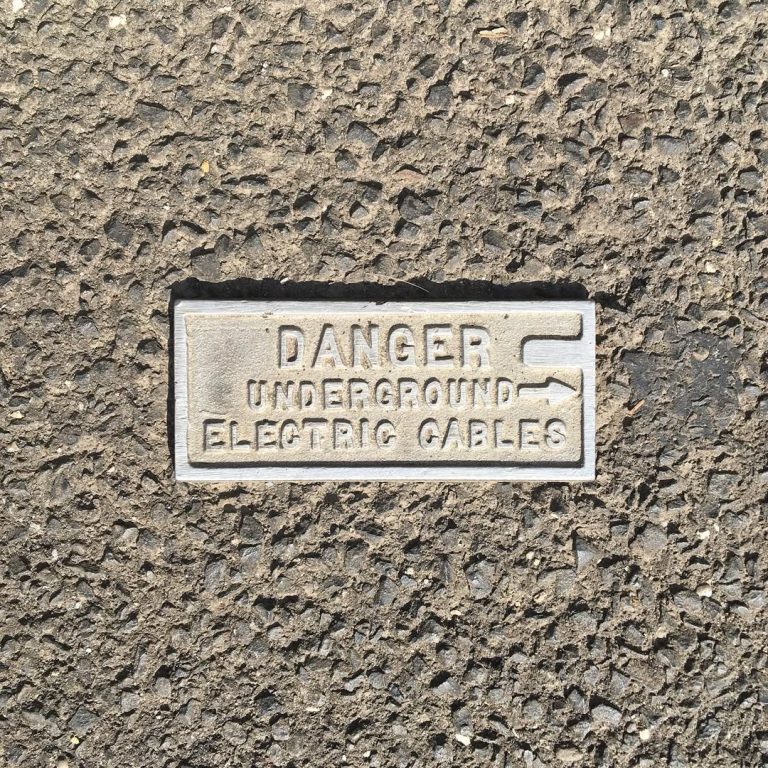 DANGER
UNDERGROUND →
ELECTRIC CABLES